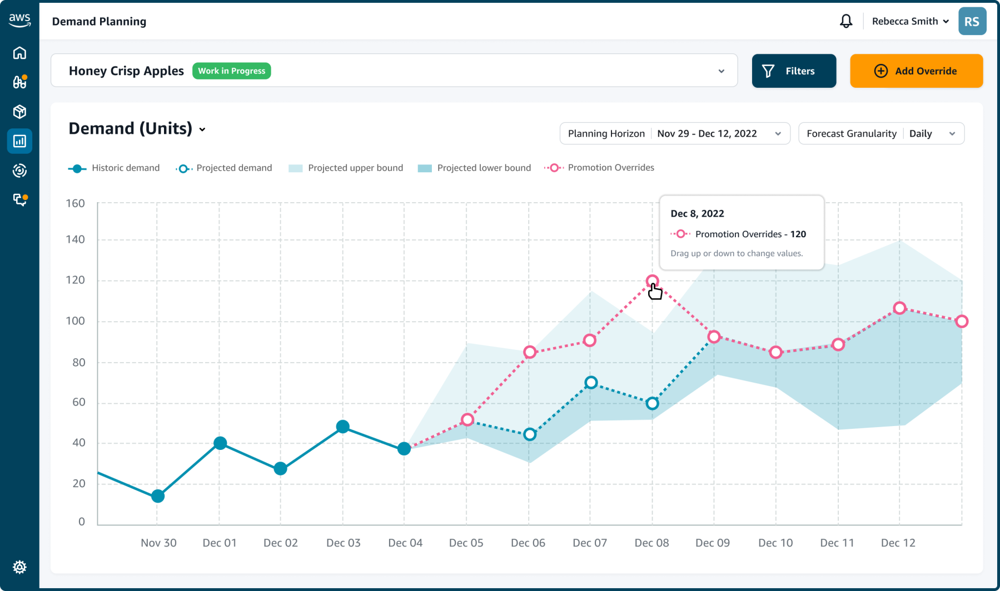 aws
Demand Planning
Rebecca Smith
RS
Honey Crisp Apples
Work in Progress
Filters
Add Override
Demand (Units)
Planning Horizon
Nov 29 - Dec 12, 2022
Forecast Granularity
Daily
Historic demand
Projected demand
Projected upper bound
Projected lower bound
Promotion Overrides
160
140
120
100
80
60
40
20
0
Dec 8, 2022
Promotion Overrides - 120
Drag up or down to change values.
Nov 30
Dec 01
Dec 02
Dec 03
Dec 04
Dec 05
Dec 06
Dec 07
Dec 08
Dec 09
Dec 10
Dec 11
Dec 12